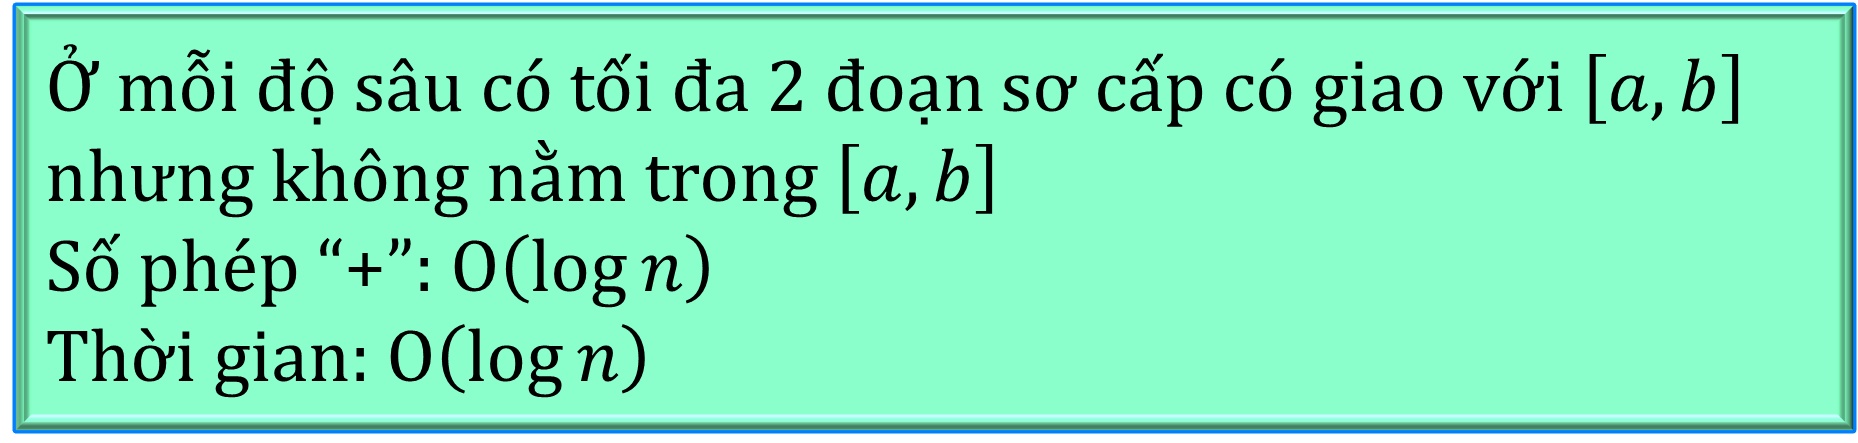 Ở mỗi độ sâu có tối đa 2 đoạn sơ cấp có giao với [a, b]
nhưng không nằm trong [a, b]
Số phép “+”: O(log n)
Thời gian: O(log n)